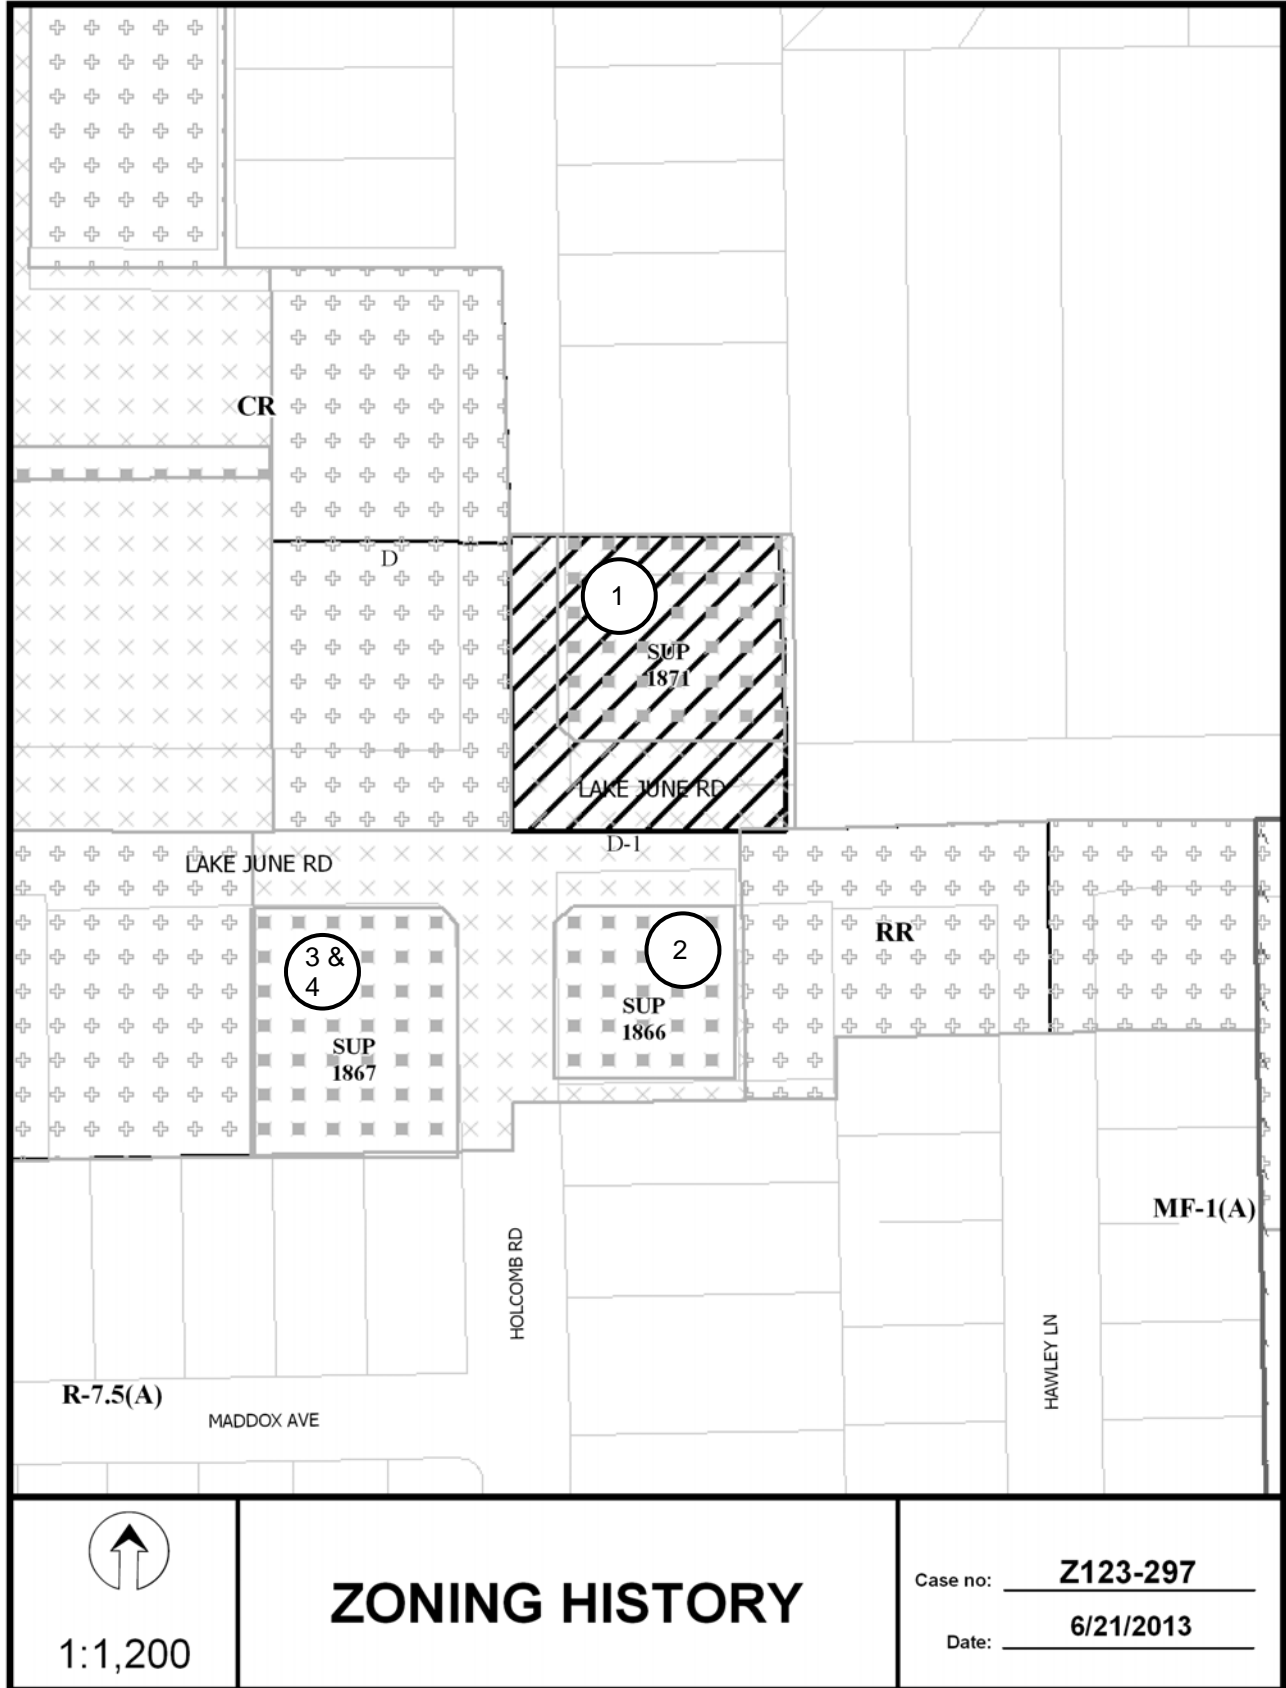 CR
D
1
SUP
1871
LAKE JUNE RD
D-1
LAKE JUNE RD
RR
3 &
4
2
SUP
1866
SUP
1867
MF-1(A)
HOLCOMB RD
HAWLEY LN
R-7.5(A)
MADDOX AVE
1:1,200
ZONING HISTORY
Case no: Z123-297
Date: 6/21/2013